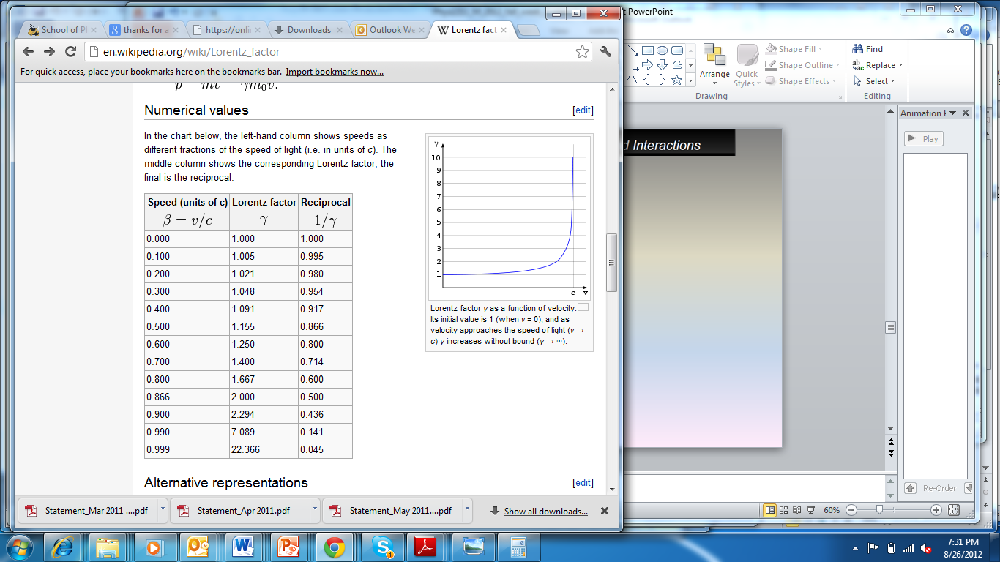 School of Pl
thanks for a
https://onlin
Downloads
Outlook We
Lorentz fact
en.wikipedia.org/wiki/Lorentz_factor
For quick access, place your bookmarks here on the bookmarks bar. Import bookmarks now...
p = mv = γm₀v.
Numerical values [edit]
In the chart below, the left-hand column shows speeds as
different fractions of the speed of light (i.e. in units of c). The
middle column shows the corresponding Lorentz factor, the
final is the reciprocal.
Speed (units of c) Lorentz factor Reciprocal
β = v/c γ 1/γ
0.000 1.000 1.000
0.100 1.005 0.995
0.200 1.021 0.980
0.300 1.048 0.954
0.400 1.091 0.917
0.500 1.155 0.866
0.600 1.250 0.800
0.700 1.400 0.714
0.800 1.667 0.600
0.866 2.000 0.500
0.900 2.294 0.436
0.990 7.089 0.141
0.999 22.366 0.045
γ
10
9
8
7
6
5
4
3
2
1
c v
Lorentz factor γ as a function of velocity.
Its initial value is 1 (when v = 0); and as
velocity approaches the speed of light (v →
c) γ increases without bound (γ → ∞).
Alternative representations [edit]
Statement_Mar 2011 ....pdf
Statement_Apr 2011.pdf
Statement_May 2011....pdf
Show all downloads...
t PowerPoint
Arrange
Quick
Styles
Shape Fill
Shape Outline
Shape Effects
Drawing
Find
Replace
Select
Editing
d Interactions
Animation P
Play
Re-Order
60%
7:31 PM
8/26/2012